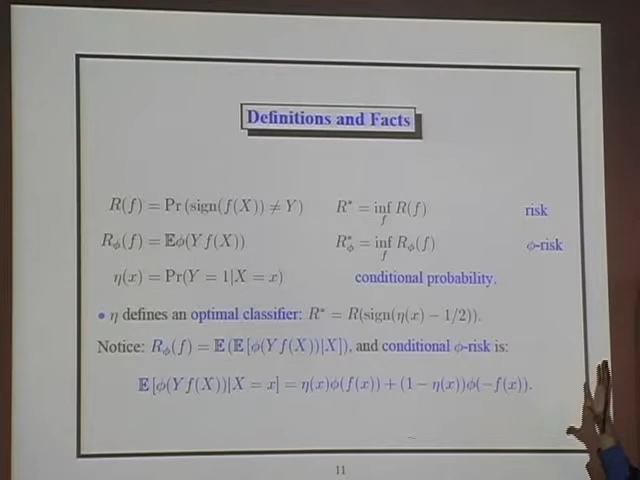 Definitions and Facts
R(f) = Pr (sign(f(X)) ≠ Y) R* = inf_f R(f) risk
R_φ(f) = 𝔼φ(Y f(X)) R*_φ = inf_f R_φ(f) φ-risk
η(x) = Pr(Y = 1|X = x) conditional probability.
• η defines an optimal classifier: R* = R(sign(η(x) − 1/2)).
Notice: R_φ(f) = 𝔼 (𝔼 [φ(Y f(X))|X]), and conditional φ-risk is:
𝔼 [φ(Y f(X))|X = x] = η(x)φ(f(x)) + (1 − η(x))φ(−f(x)).
11